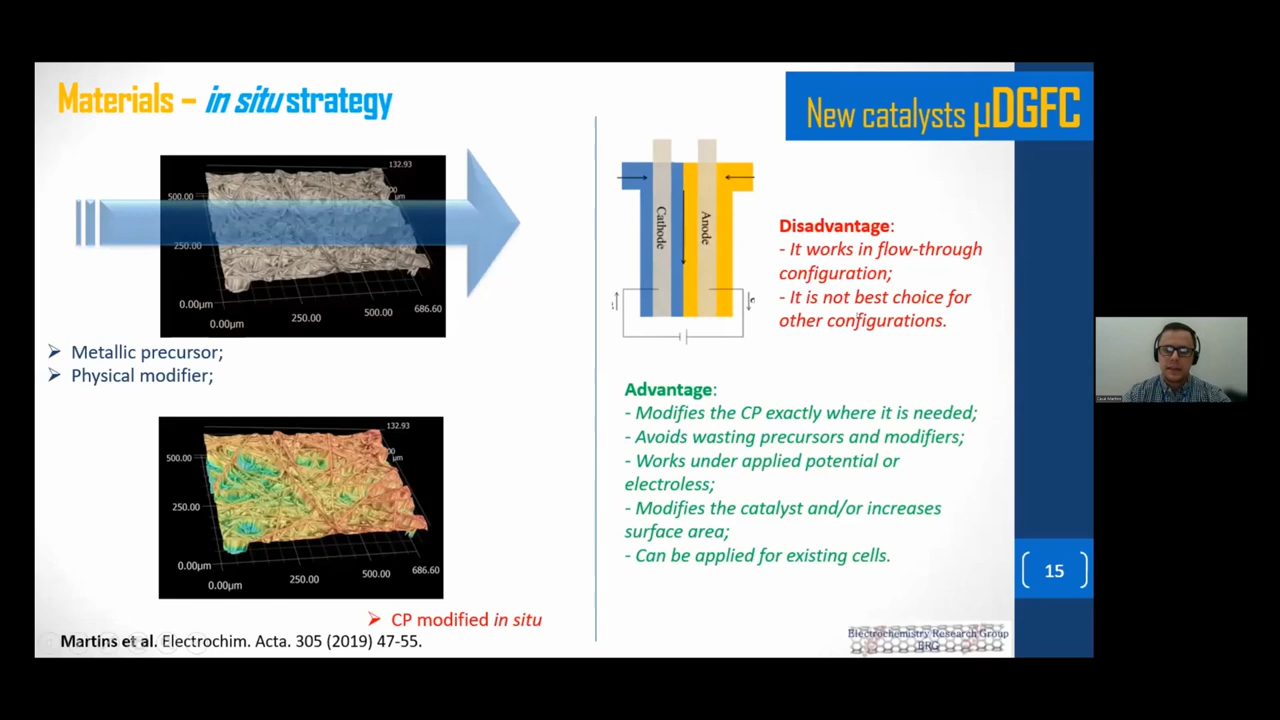 Materials – in situ strategy
New catalysts µDGFC
132.93
500.00
µm
250.00
0.00µm
0.00µm
250.00
500.00
686.60
➢ Metallic precursor;
➢ Physical modifier;
132.93
500.00
µm
250.00
0.00µm
0.00µm
250.00
500.00
686.60
➢ CP modified in situ
Martins et al. Electrochim. Acta. 305 (2019) 47-55.
Cathode
Anode
Disadvantage:
- It works in flow-through
configuration;
- It is not best choice for
other configurations.
Advantage:
- Modifies the CP exactly where it is needed;
- Avoids wasting precursors and modifiers;
- Works under applied potential or
electroless;
- Modifies the catalyst and/or increases
surface area;
- Can be applied for existing cells.
15
Electrochemistry Research Group
ERG